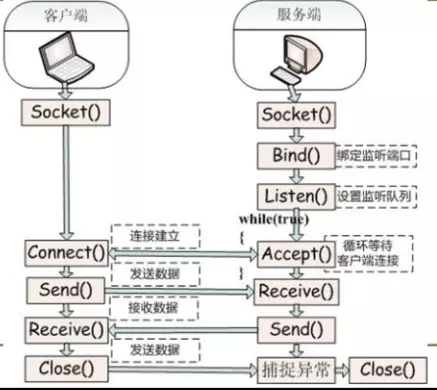 客户端
服务端
Socket()
Socket()
Bind()
绑定监听端口
Listen()
设置监听队列
while(true)
{
连接建立
Connect()
Accept()
循环等待
客户端连接
发送数据
}
Send()
Receive()
接收数据
Receive()
Send()
发送数据
Close()
捕捉异常
Close()